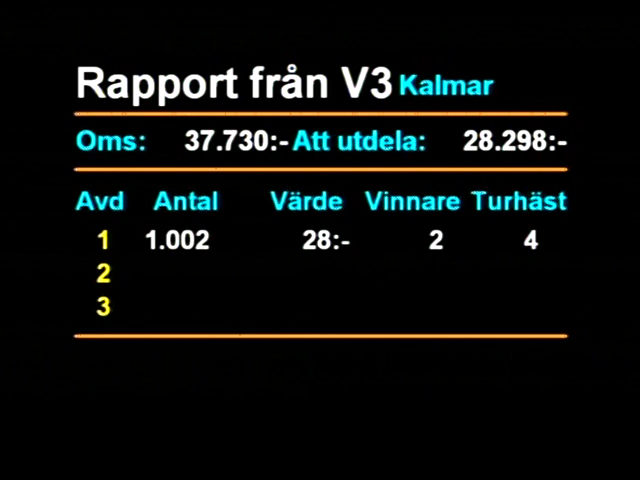 Rapport från V3 Kalmar
Oms: 37.730:- Att utdela: 28.298:-
Avd Antal Värde Vinnare Turhäst
1 1.002 28:- 2 4
2
3